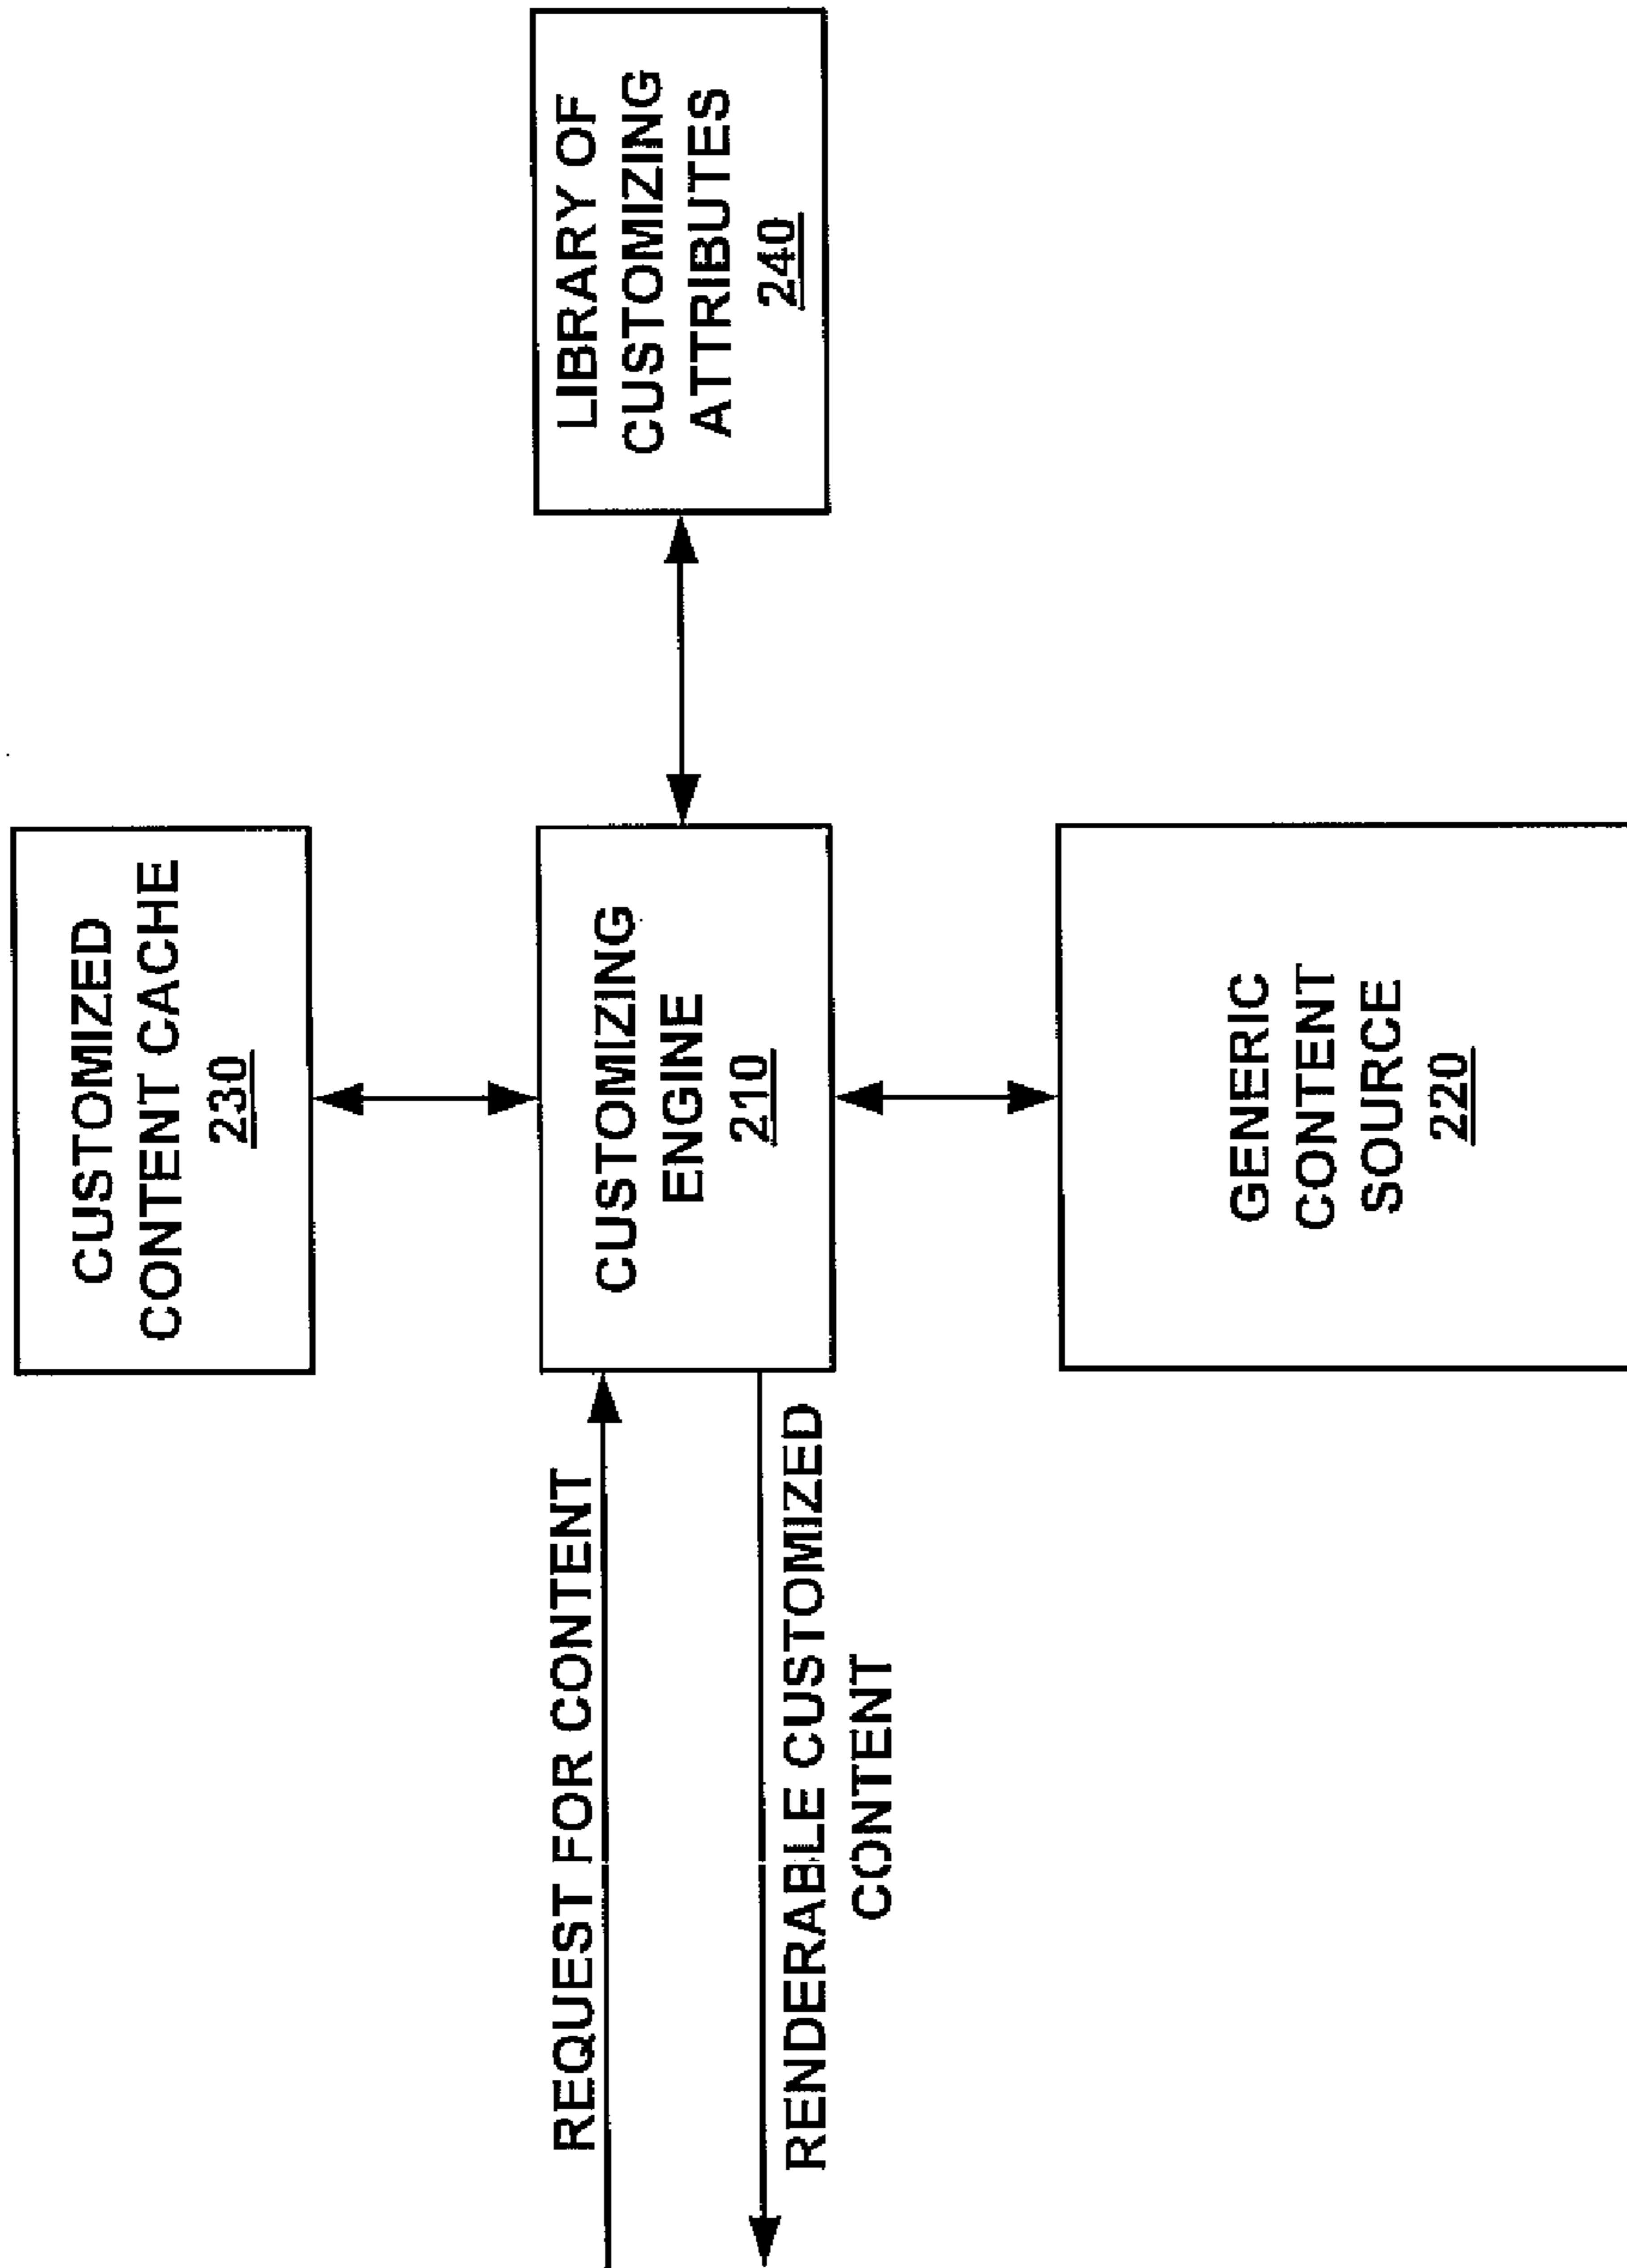 CUSTOMIZED
CONTENT CACHE
230
REQUEST FOR CONTENT
CUSTOMIZING
ENGINE
210
LIBRARY OF
CUSTOMIZING
ATTRIBUTES
240
RENDERABLE CUSTOMIZED
CONTENT
GENERIC
CONTENT
SOURCE
220